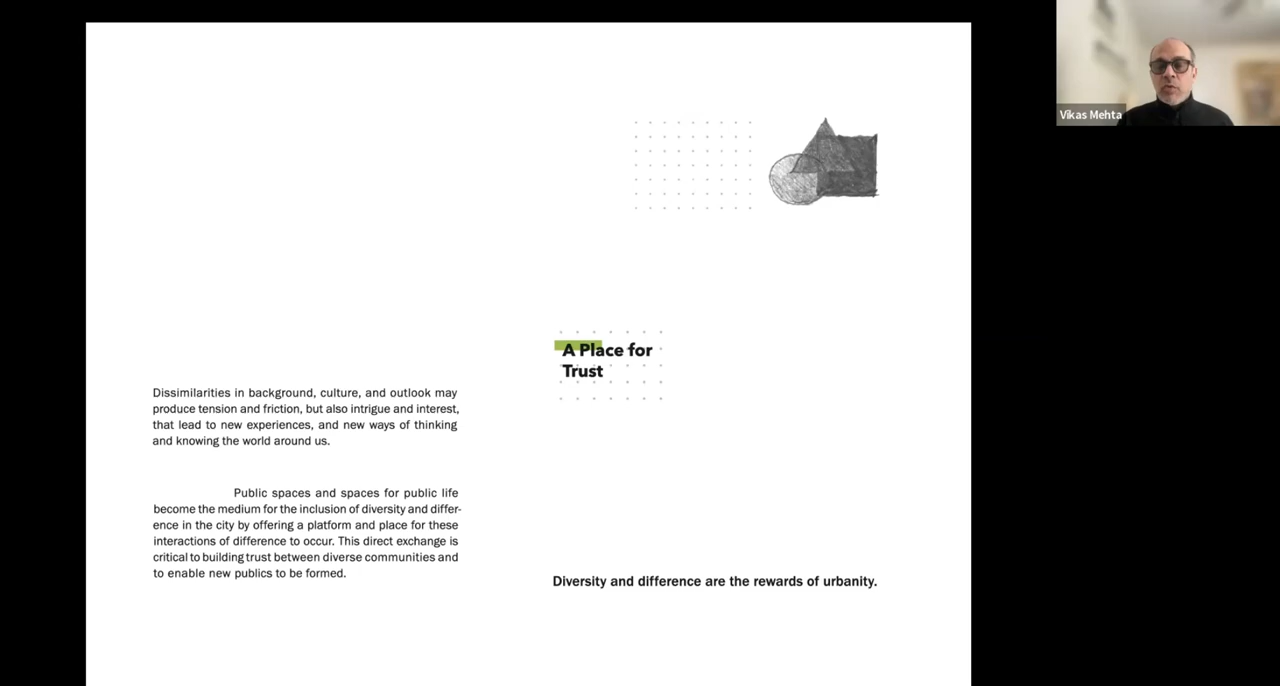 Vikas Mehta
A Place for
Trust
Dissimilarities in background, culture, and outlook may
produce tension and friction, but also intrigue and interest,
that lead to new experiences, and new ways of thinking
and knowing the world around us.
Public spaces and spaces for public life
become the medium for the inclusion of diversity and differ-
ence in the city by offering a platform and place for these
interactions of difference to occur. This direct exchange is
critical to building trust between diverse communities and
to enable new publics to be formed.
Diversity and difference are the rewards of urbanity.